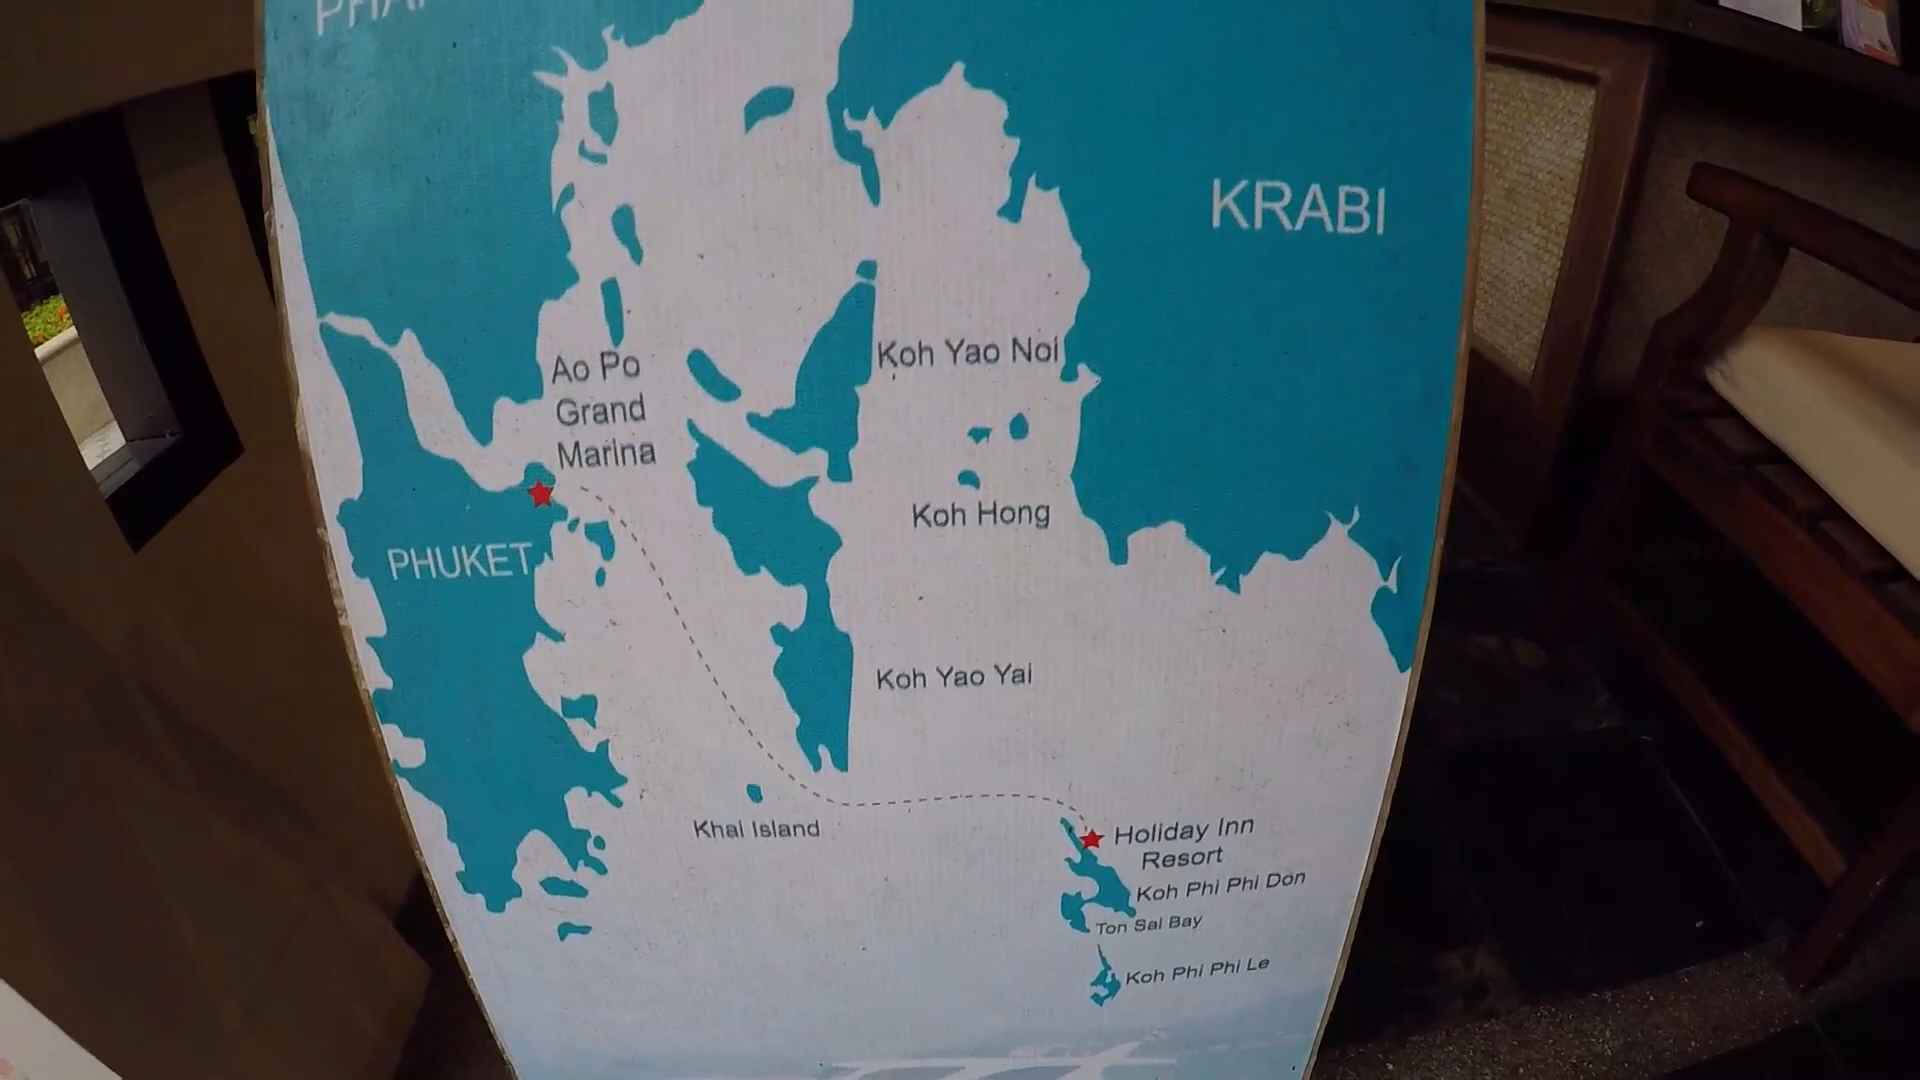 KRABI
Koh Yao Noi
Ao Po
Grand
Marina
Koh Hong
PHUKET
Koh Yao Yai
Khai Island
Holiday Inn
Resort
Koh Phi Phi Don
Ton Sai Bay
Koh Phi Phi Le